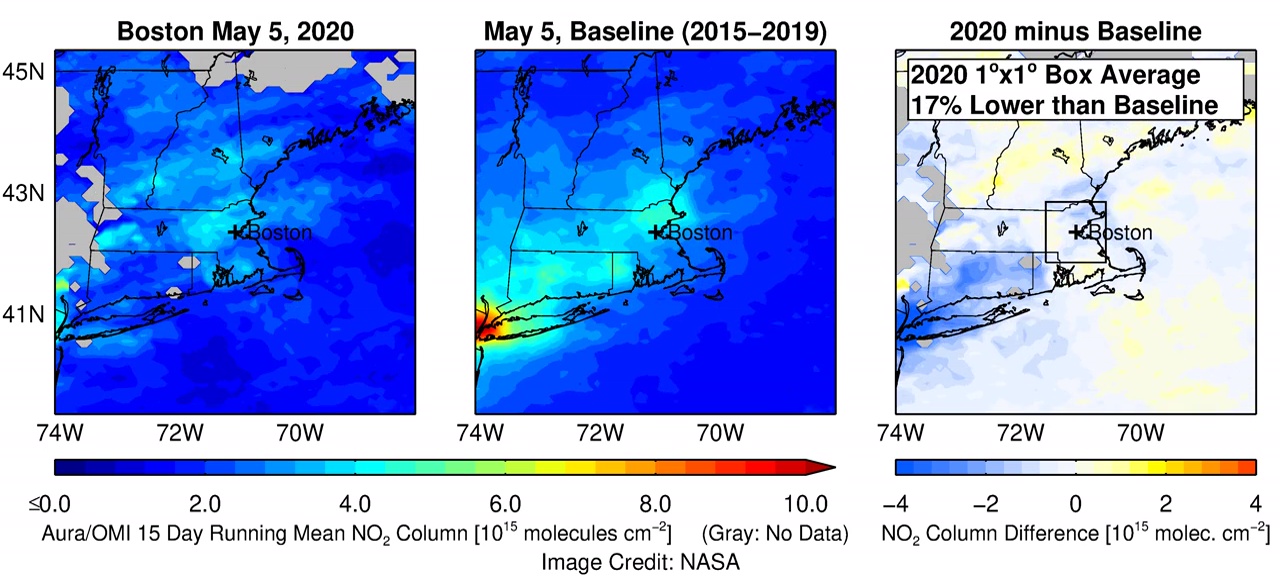 Boston May 5, 2020
May 5, Baseline (2015−2019)
2020 minus Baseline
2020 1°x1° Box Average
17% Lower than Baseline
45N
43N
41N
Boston
Boston
Boston
74W 72W 70W
74W 72W 70W
74W 72W 70W
≤0.0 2.0 4.0 6.0 8.0 10.0
−4 −2 0 2 4
Aura/OMI 15 Day Running Mean NO₂ Column [10¹⁵ molecules cm⁻²] (Gray: No Data)
NO₂ Column Difference [10¹⁵ molec. cm⁻²]
Image Credit: NASA